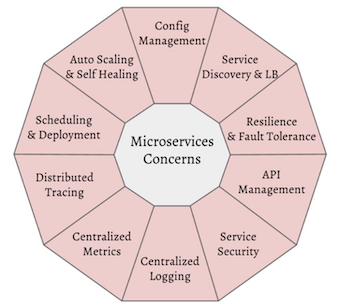 Config
Management
Service
Discovery & LB
Resilience
& Fault Tolerance
API
Management
Service
Security
Centralized
Logging
Centralized
Metrics
Distributed
Tracing
Scheduling
& Deployment
Auto Scaling
& Self Healing
Microservices
Concerns